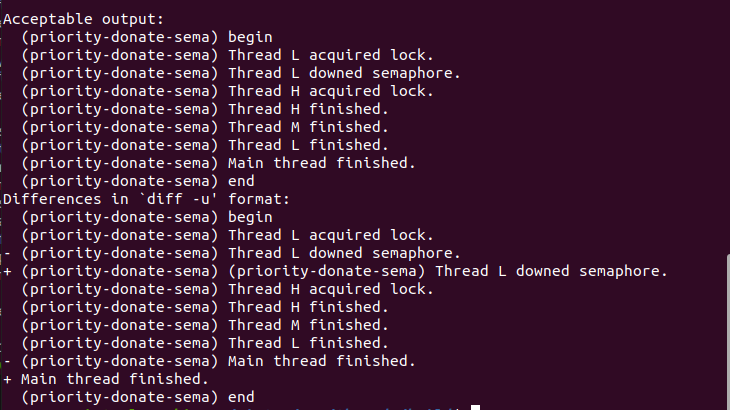 Acceptable output:
  (priority-donate-sema) begin
  (priority-donate-sema) Thread L acquired lock.
  (priority-donate-sema) Thread L downed semaphore.
  (priority-donate-sema) Thread H acquired lock.
  (priority-donate-sema) Thread H finished.
  (priority-donate-sema) Thread M finished.
  (priority-donate-sema) Thread L finished.
  (priority-donate-sema) Main thread finished.
  (priority-donate-sema) end
Differences in `diff -u' format:
  (priority-donate-sema) begin
  (priority-donate-sema) Thread L acquired lock.
- (priority-donate-sema) Thread L downed semaphore.
+ (priority-donate-sema) (priority-donate-sema) Thread L downed semaphore.
  (priority-donate-sema) Thread H acquired lock.
  (priority-donate-sema) Thread H finished.
  (priority-donate-sema) Thread M finished.
  (priority-donate-sema) Thread L finished.
- (priority-donate-sema) Main thread finished.
+ Main thread finished.
  (priority-donate-sema) end